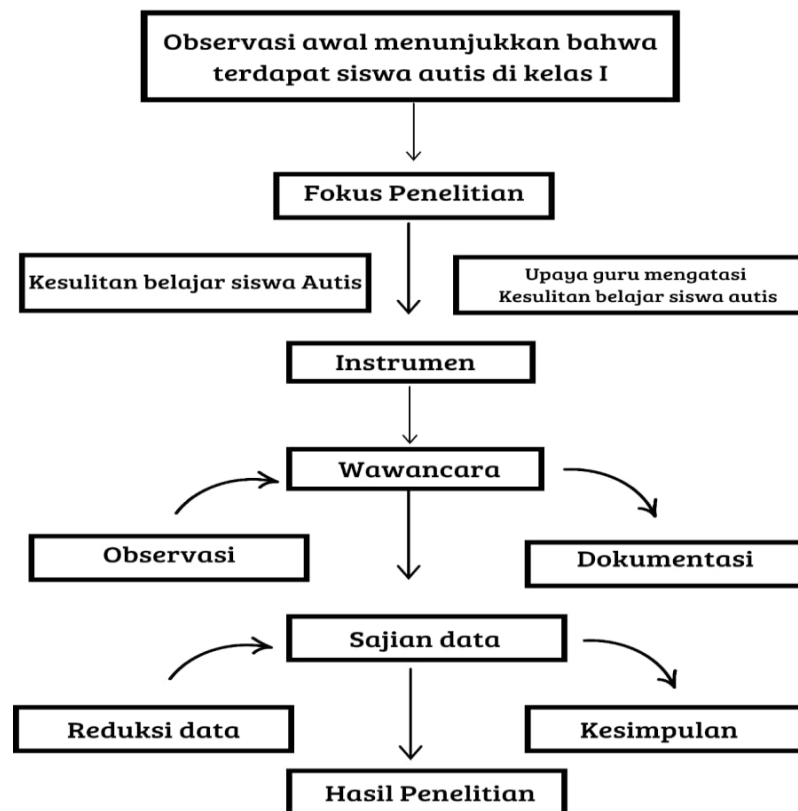 Observasi awal menunjukkan bahwa
terdapat siswa autis di kelas I
Fokus Penelitian
Kesulitan belajar siswa Autis
Upaya guru mengatasi
Kesulitan belajar siswa autis
Instrumen
Wawancara
Observasi
Dokumentasi
Sajian data
Reduksi data
Kesimpulan
Hasil Penelitian